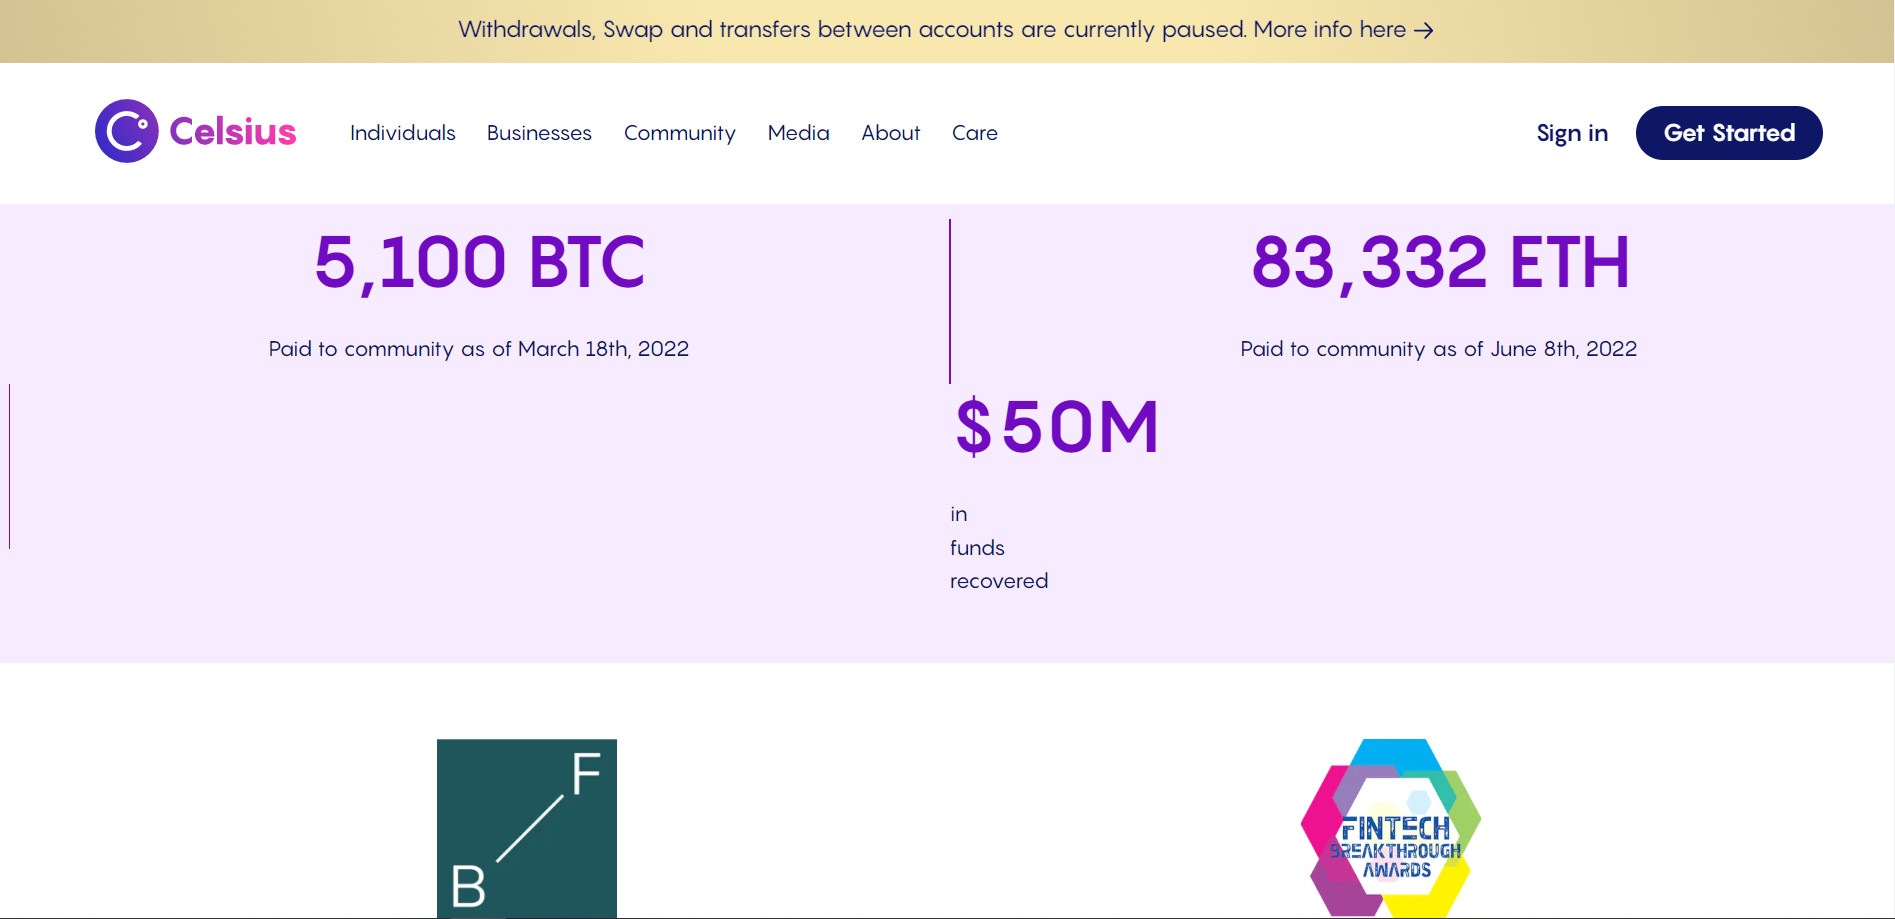 Withdrawals, Swap and transfers between accounts are currently paused. More info here →
Celsius
Individuals Businesses Community Media About Care
Sign in Get Started
5,100 BTC
Paid to community as of March 18th, 2022
83,332 ETH
Paid to community as of June 8th, 2022
$50M
in
funds
recovered
F
B
FINTECH
BREAKTHROUGH
AWARDS